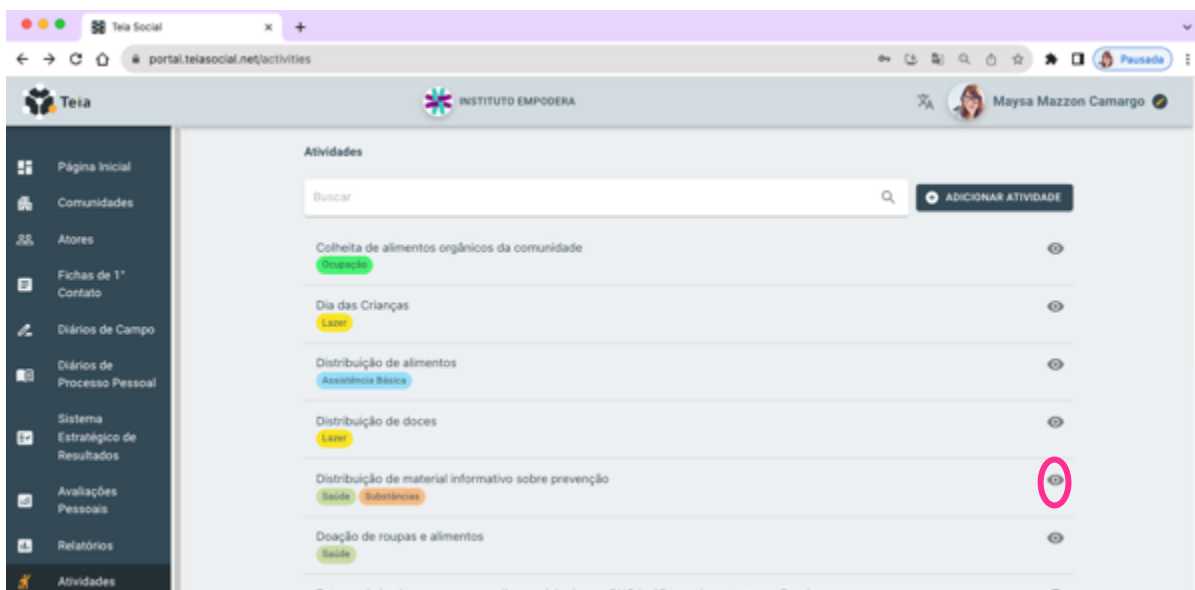 Teia Social
portal.teiasocial.net/activities
Pausada
Teia
INSTITUTO EMPODERA
Maysa Mazzon Camargo
Página Inicial
Comunidades
Atores
Fichas de 1°
Contato
Diários de Campo
Diários de
Processo Pessoal
Sistema
Estratégico de
Resultados
Avaliações
Pessoais
Relatórios
Atividades
Atividades
Buscar
ADICIONAR ATIVIDADE
Colheita de alimentos orgânicos da comunidade
Ocupação
Dia das Crianças
Lazer
Distribuição de alimentos
Assistência Básica
Distribuição de doces
Lazer
Distribuição de material informativo sobre prevenção
Saúde Substâncias
Doação de roupas e alimentos
Saúde